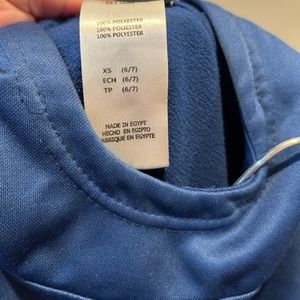 100% POLYESTER
100% POLIESTER
100% POLYESTER
XS (6/7)
ECH (6/7)
TP (6/7)
MADE IN EGYPT
HECHO EN EGIPTO
FABRIQUE EN EGYPTE